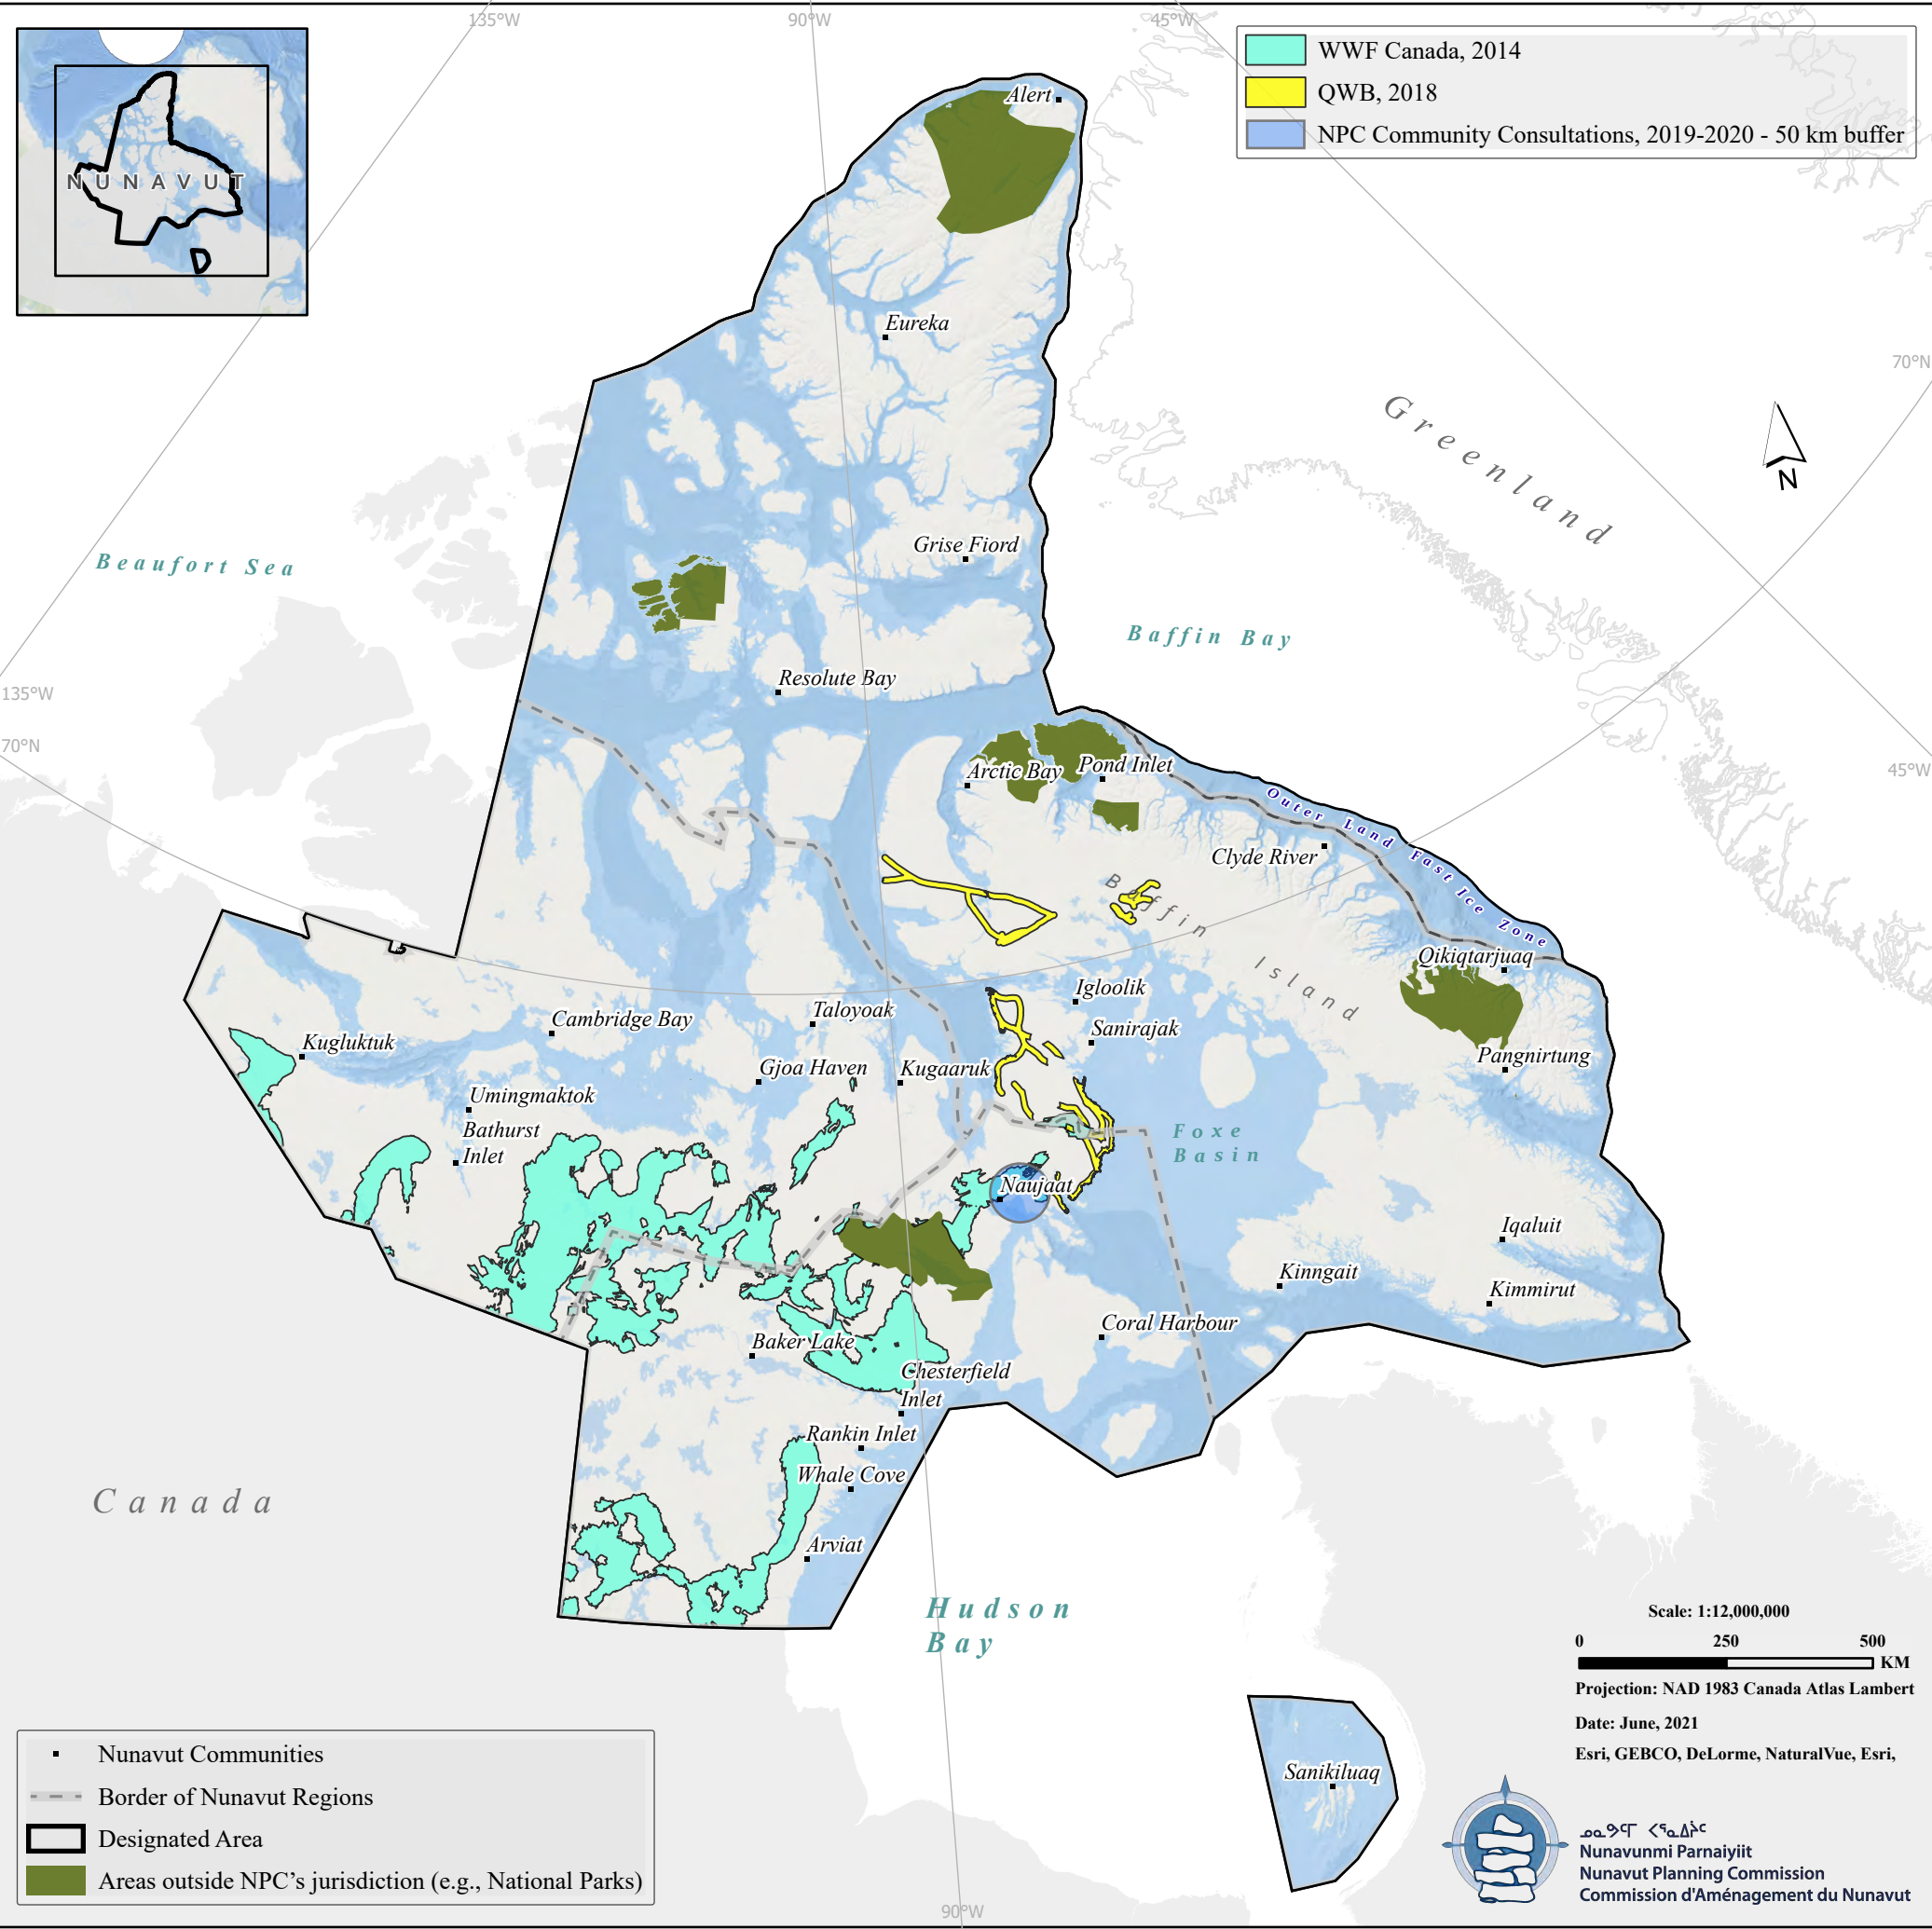 135°W
90°W
45°W
WWF Canada, 2014
QWB, 2018
NPC Community Consultations, 2019-2020 - 50 km buffer
NUNAVUT
Alert
Eureka
70°N
Greenland
N
Grise Fiord
Beaufort Sea
Baffin Bay
Resolute Bay
135°W
70°N
45°W
Arctic Bay
Pond Inlet
Outer Land Fast Ice Zone
Clyde River
Baffin Island
Qikiqtarjuaq
Igloolik
Taloyoak
Cambridge Bay
Sanirajak
Kugluktuk
Pangnirtung
Gjoa Haven
Kugaaruk
Umingmaktok
Bathurst
Inlet
Foxe
Basin
Naujaat
Iqaluit
Kinngait
Kimmirut
Coral Harbour
Baker Lake
Chesterfield
Inlet
Rankin Inlet
Whale Cove
Canada
Arviat
Hudson
Bay
Scale: 1:12,000,000
0 250 500
KM
Projection: NAD 1983 Canada Atlas Lambert
Date: June, 2021
Esri, GEBCO, DeLorme, NaturalVue, Esri,
Sanikiluaq
Nunavut Communities
Border of Nunavut Regions
Designated Area
Areas outside NPC's jurisdiction (e.g., National Parks)
ᓄᓇᕗᒻᒥ ᐸᕐᓇᐃᔩᑦ
Nunavunmi Parnaiyiit
Nunavut Planning Commission
Commission d'Aménagement du Nunavut
90°W